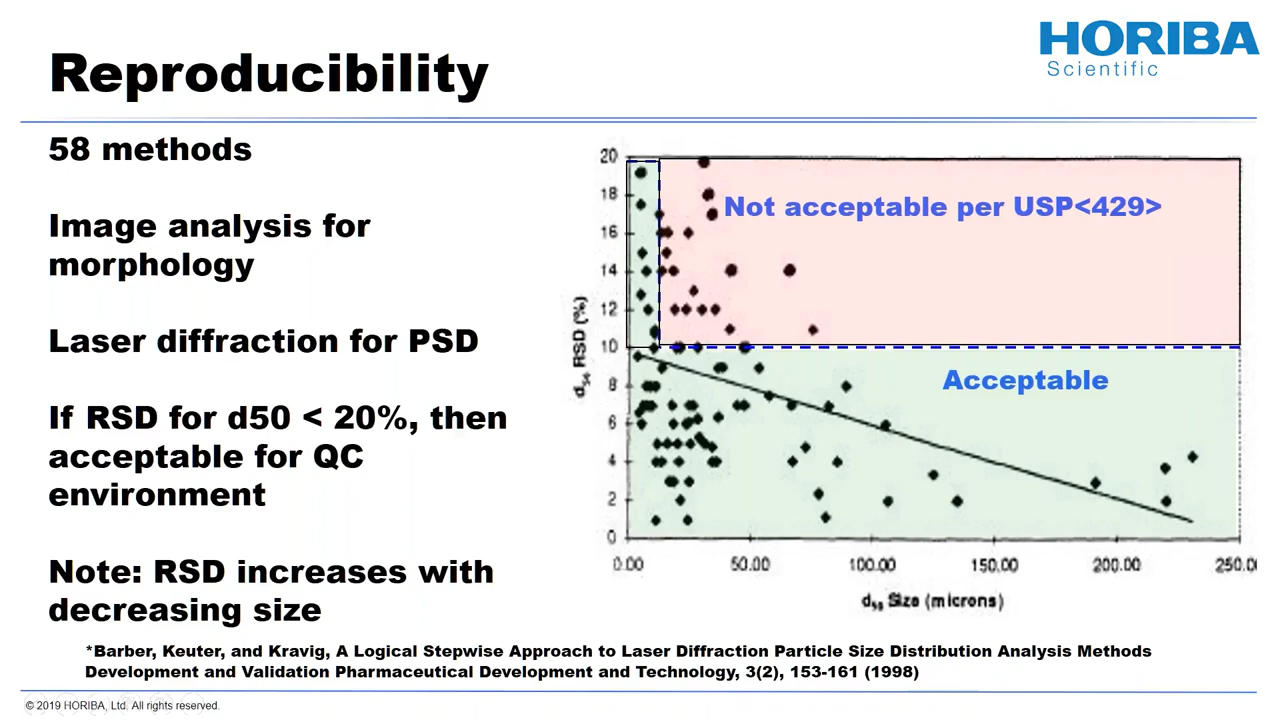 Reproducibility
HORIBA
Scientific
58 methods
Image analysis for
morphology
Laser diffraction for PSD
If RSD for d50 < 20%, then
acceptable for QC
environment
Note: RSD increases with
decreasing size
20
18
16
14
12
10
8
6
4
2
0
d50 RSD (%)
Not acceptable per USP<429>
Acceptable
0.00 50.00 100.00 150.00 200.00 250.0
d50 Size (microns)
*Barber, Keuter, and Kravig, A Logical Stepwise Approach to Laser Diffraction Particle Size Distribution Analysis Methods
Development and Validation Pharmaceutical Development and Technology, 3(2), 153-161 (1998)
© 2019 HORIBA, Ltd. All rights reserved.